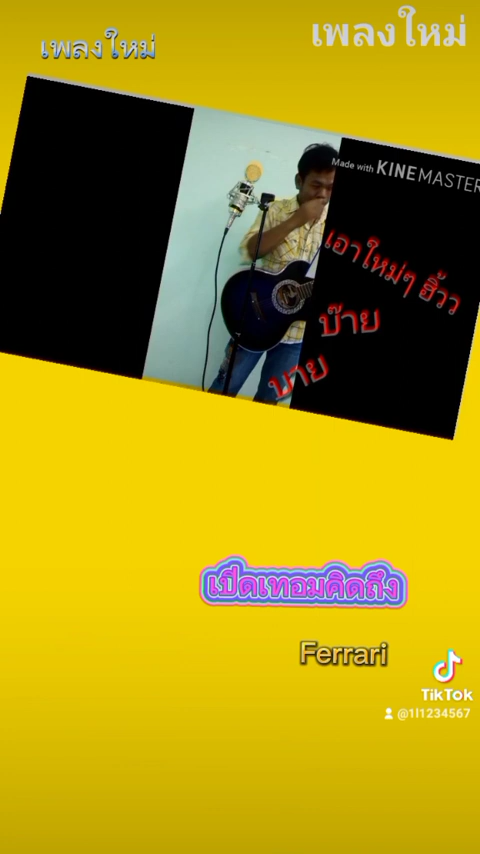 เพลงใหม่
เพลงใหม่
Made with KINEMASTER
เอาใหม่ๆ ฮิ้วว
บ๊าย
บาย
เปิดเทอมคิดถึง
Ferrari
TikTok
@1l1234567